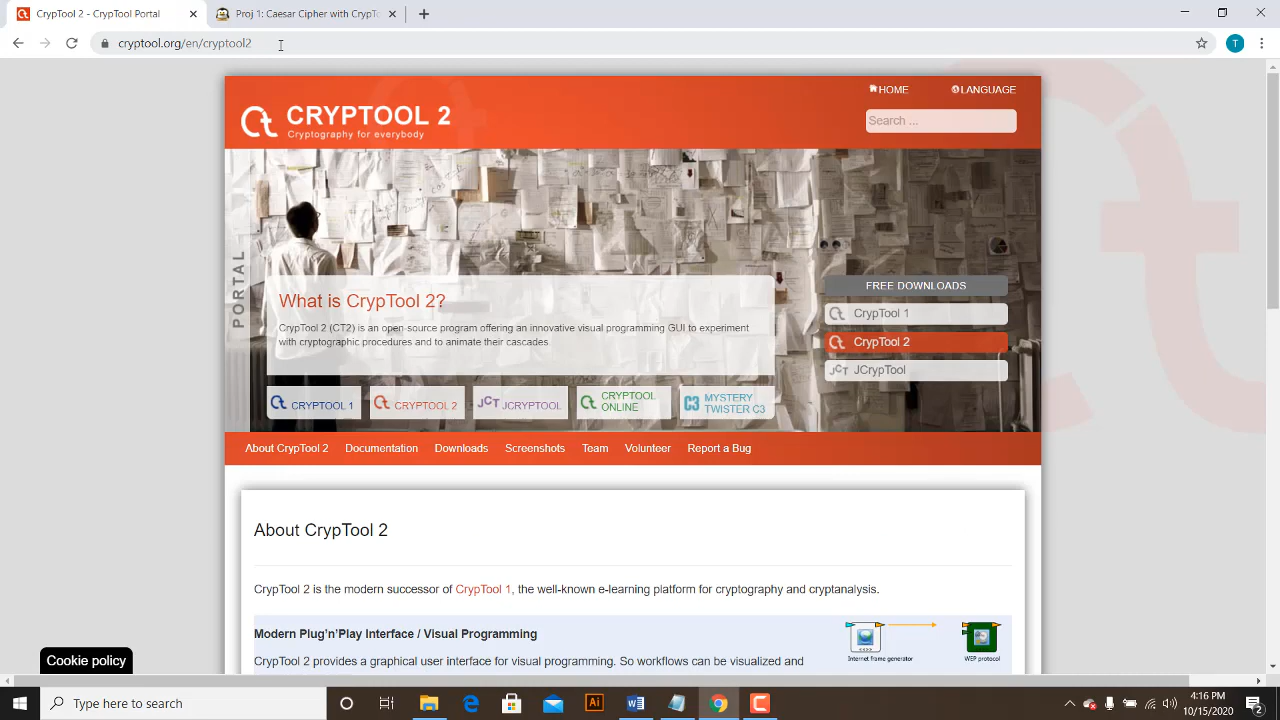 CrypTool 2 - CrypTool Portal
Proj 1: Caesar Cipher with CrypTo
cryptool.org/en/cryptool2
T
HOME
LANGUAGE
CRYPTOOL 2
Cryptography for everybody
Search ...
PORTAL
What is CrypTool 2?
CrypTool 2 (CT2) is an open-source program offering an innovative visual programming GUI to experiment
with cryptographic procedures and to animate their cascades.
FREE DOWNLOADS
CrypTool 1
CrypTool 2
JCT JCrypTool
CRYPTOOL 1
CRYPTOOL 2
JCT JCRYPTOOL
CRYPTOOL
ONLINE
MYSTERY
TWISTER C3
About CrypTool 2
Documentation
Downloads
Screenshots
Team
Volunteer
Report a Bug
About CrypTool 2
CrypTool 2 is the modern successor of CrypTool 1, the well-known e-learning platform for cryptography and cryptanalysis.
Modern Plug'n'Play Interface / Visual Programming
CrypTool 2 provides a graphical user interface for visual programming. So workflows can be visualized and
Internet frame generator
WEP protocol
Cookie policy
Type here to search
Ai
4:16 PM
10/15/2020
2